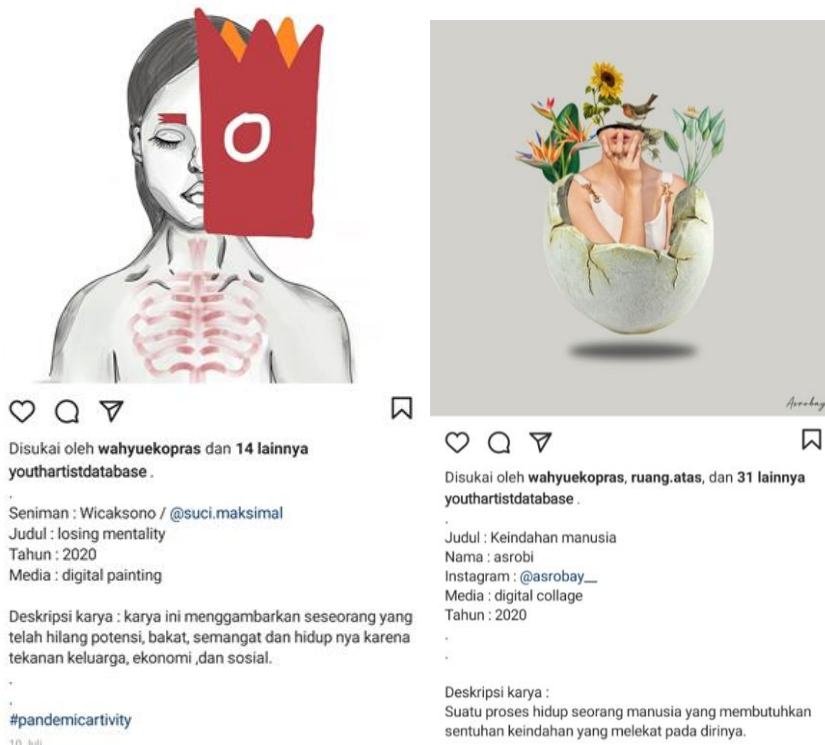 O
Disukai oleh wahyuekopras dan 14 lainnya
youthartistdatabase .
.
Seniman : Wicaksono / @suci.maksimal
Judul : losing mentality
Tahun : 2020
Media : digital painting
Deskripsi karya : karya ini menggambarkan seseorang yang
telah hilang potensi, bakat, semangat dan hidup nya karena
tekanan keluarga, ekonomi ,dan sosial.
.
.
#pandemicartivity
10 Juli
Asrobay
Disukai oleh wahyuekopras, ruang.atas, dan 31 lainnya
youthartistdatabase .
.
Judul : Keindahan manusia
Nama : asrobi
Instagram : @asrobay__
Media : digital collage
Tahun : 2020
.
.
Deskripsi karya :
Suatu proses hidup seorang manusia yang membutuhkan
sentuhan keindahan yang melekat pada dirinya.